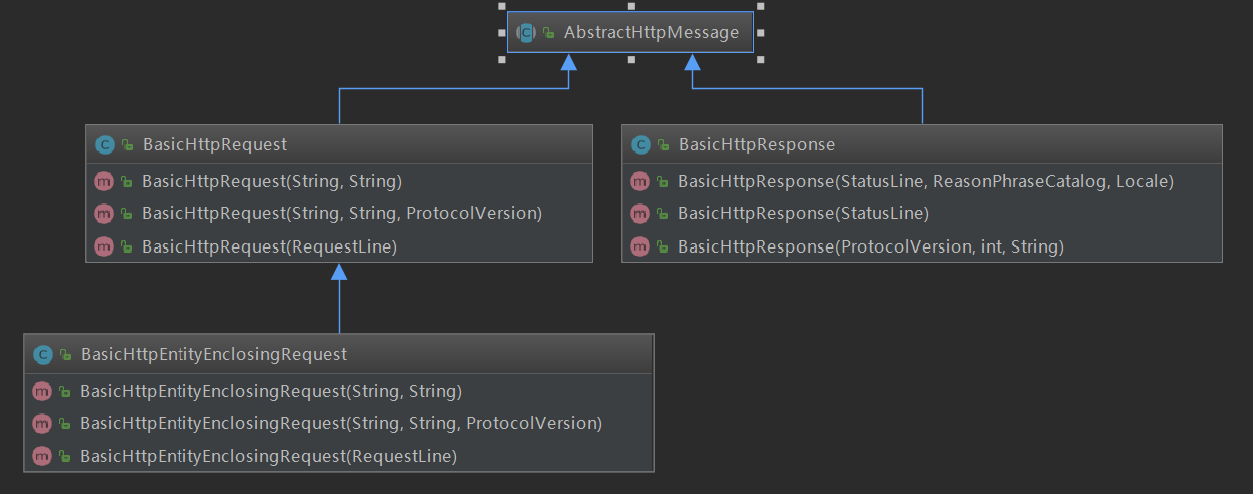 AbstractHttpMessage
BasicHttpRequest
BasicHttpRequest(String, String)
BasicHttpRequest(String, String, ProtocolVersion)
BasicHttpRequest(RequestLine)
BasicHttpResponse
BasicHttpResponse(StatusLine, ReasonPhraseCatalog, Locale)
BasicHttpResponse(StatusLine)
BasicHttpResponse(ProtocolVersion, int, String)
BasicHttpEntityEnclosingRequest
BasicHttpEntityEnclosingRequest(String, String)
BasicHttpEntityEnclosingRequest(String, String, ProtocolVersion)
BasicHttpEntityEnclosingRequest(RequestLine)